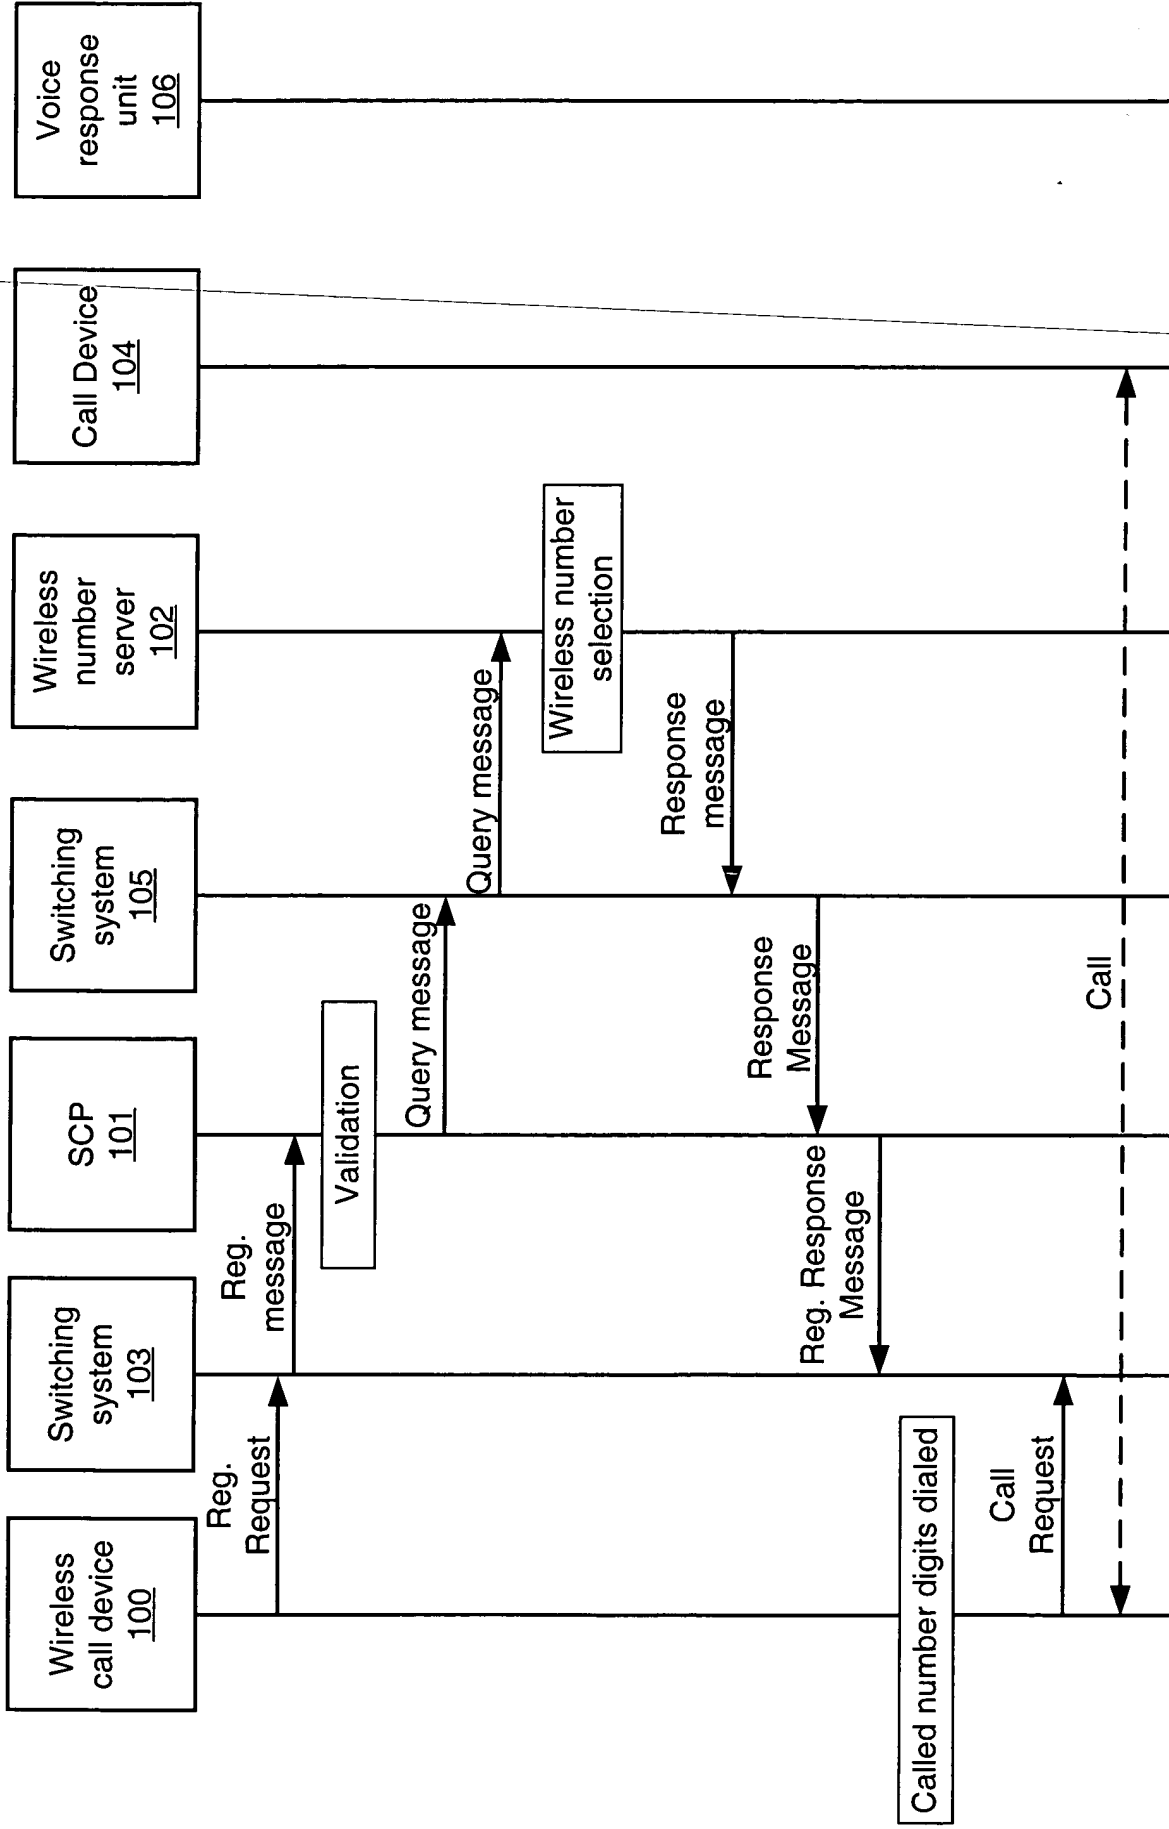 Wireless
call device
100
Switching
system
103
SCP
101
Switching
system
105
Wireless
number
server
102
Call Device
104
Voice
response
unit
106
Reg.
Request
Reg.
message
Validation
Query message
Query message
Wireless number
selection
Response
message
Response
Message
Reg. Response
Message
Called number digits dialed
Call
Request
Call